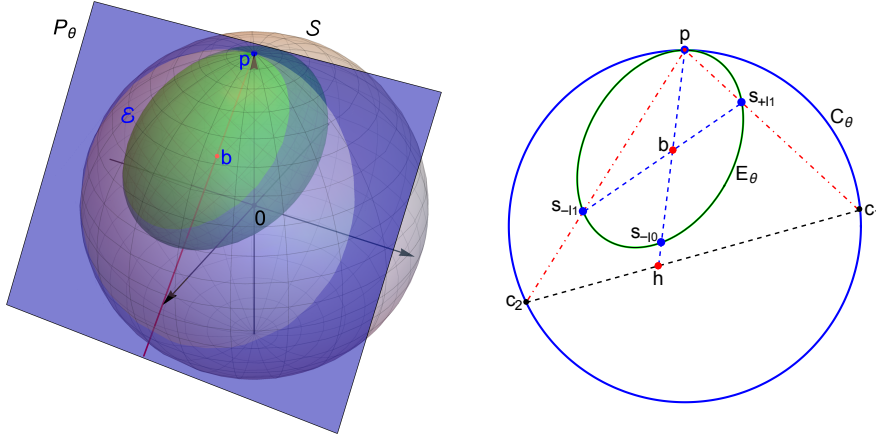 P_θ
S
p
ℰ
b
0
p
s_{+l1}
C_θ
b
E_θ
s_{-l1}
c
s_{-l0}
h
c_2